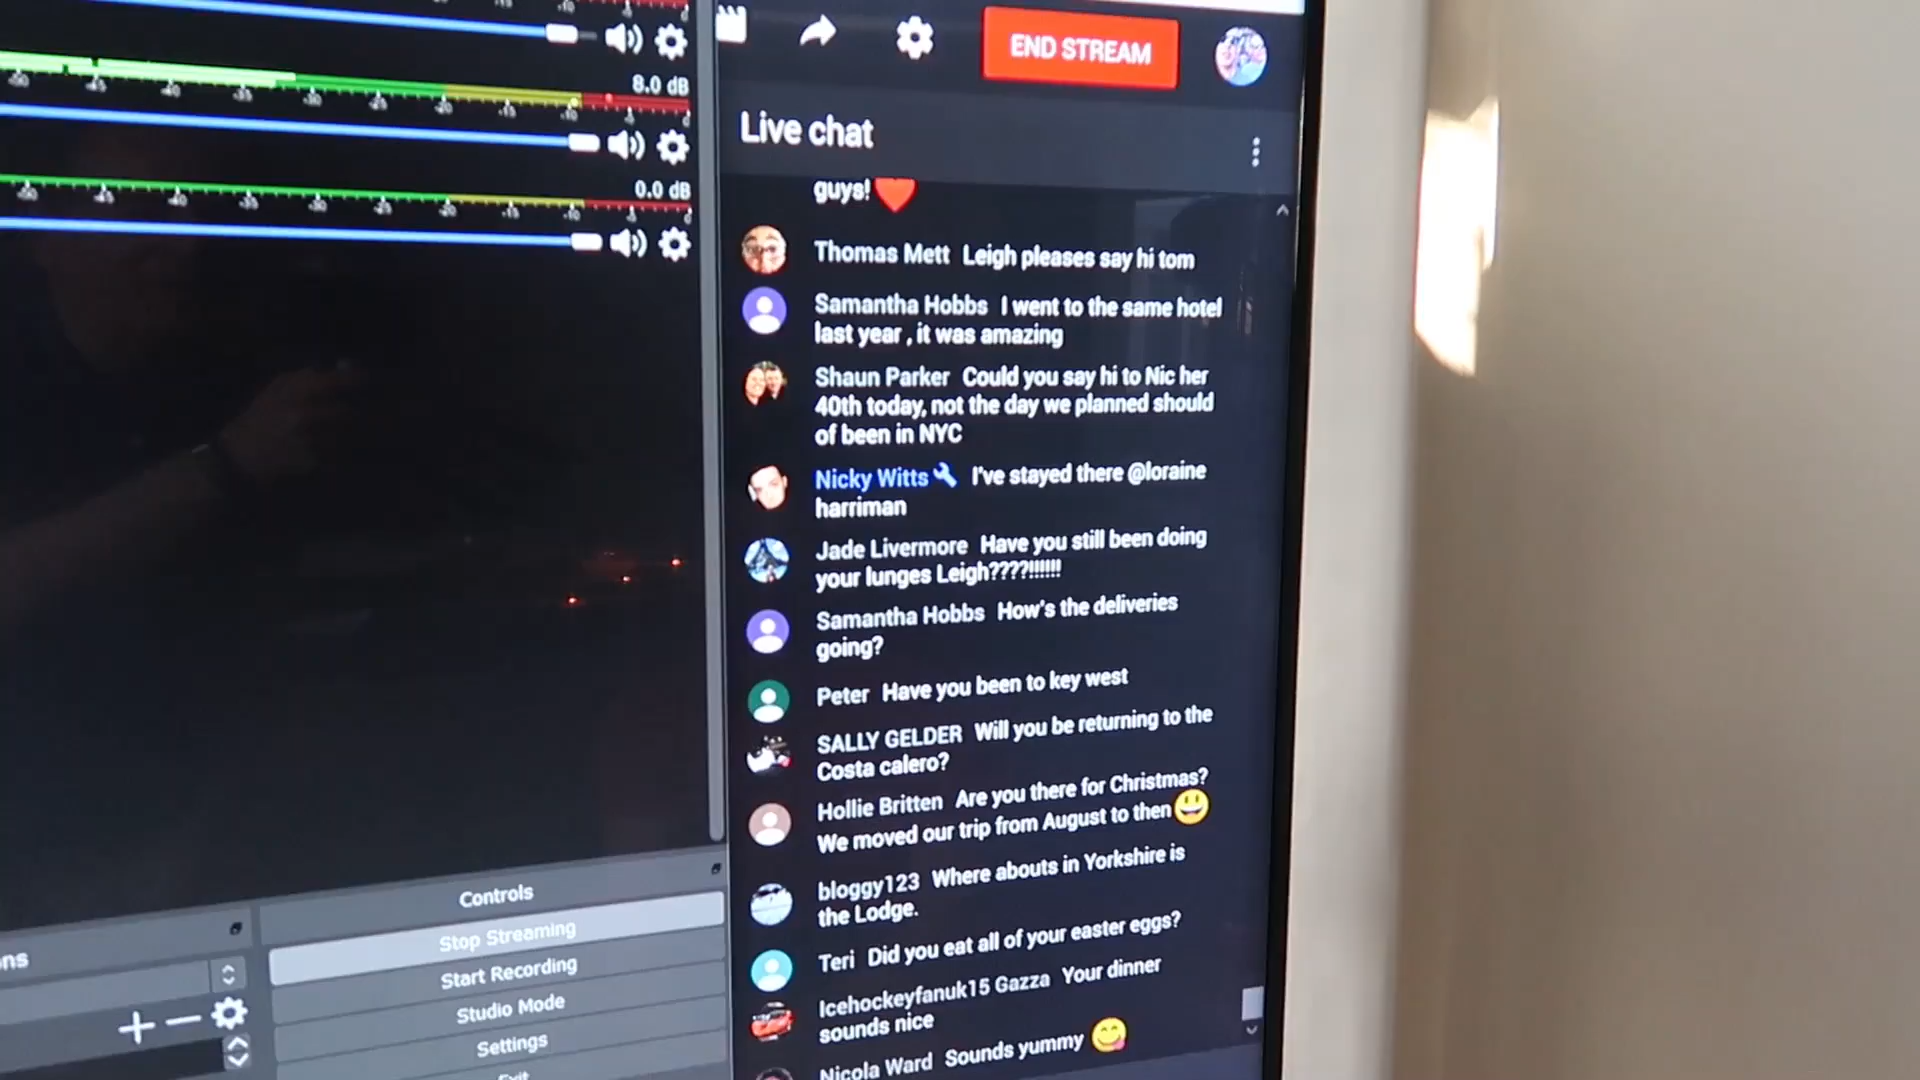 END STREAM
8.0 dB
0.0 dB
Live chat
guys!
Thomas Mett Leigh pleases say hi tom
Samantha Hobbs I went to the same hotel
last year , it was amazing
Shaun Parker Could you say hi to Nic her
40th today, not the day we planned should
of been in NYC
Nicky Witts I've stayed there @loraine
harriman
Jade Livermore Have you still been doing
your lunges Leigh????!!!!!!
Samantha Hobbs How's the deliveries
going?
Peter Have you been to key west
SALLY GELDER Will you be returning to the
Costa calero?
Hollie Britten Are you there for Christmas?
We moved our trip from August to then
bloggy123 Where abouts in Yorkshire is
the Lodge.
Teri Did you eat all of your easter eggs?
Icehockeyfanuk15 Gazza Your dinner
sounds nice
Nicola Ward Sounds yummy
Controls
Stop Streaming
Start Recording
Studio Mode
Settings
Exit
ns